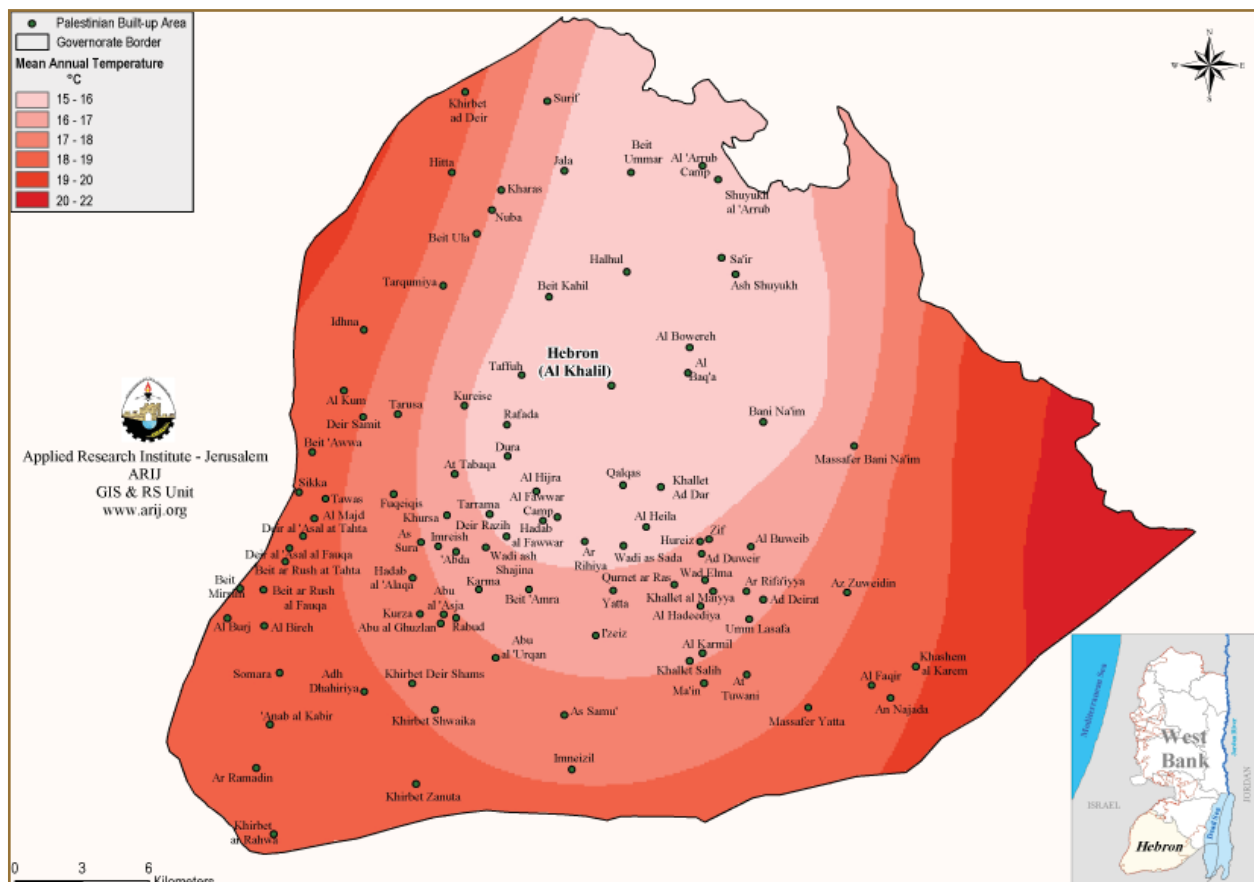 Palestinian Built-up Area
Governorate Border
Mean Annual Temperature
°C
15 - 16
16 - 17
17 - 18
18 - 19
19 - 20
20 - 22
N
W
E
S
Khirbet
ad Deir
Surif
Hitta
Jala
Beit
Ummar
Al 'Arrub
Camp
Shuyukh
al 'Arrub
Kharas
Nuba
Beit Ula
Halhul
Sa'ir
Ash Shuyukh
Tarqumiya
Beit Kahil
Idhna
Al Bowereh
Hebron
(Al Khalil)
Taffuh
Al
Baq'a
Al Kum
Deir Samit
Tarusa
Kureise
Rafada
Bani Na'im
Beit 'Awwa
Dura
Massafer Bani Na'im
Applied Research Institute - Jerusalem
ARIJ
GIS & RS Unit
www.arij.org
At Tabaqa
Al Hijra
Qalqas
Khallet
Ad Dar
Sikka
Tawas
Fuqeiqis
Al Fawwar
Camp
Al Majd
Khursa
Tarrama
Deir Razih
Hadab
al Fawwar
Al Heila
Zif
Deir al 'Asal at Tahta
As
Sura
Imreish
'Abda
Wadi ash
Shajina
Ar
Rihiya
Wadi as Sada
Hureiz
Al Buweib
Ad Duweir
Deir al 'Asal al Fauqa
Beit ar Rush at Tahta
Beit
Mirsim
Beit ar Rush
al Fauqa
Hadab
al 'Alaqa
Karma
Beit 'Amra
Qurnet ar Ras
Yatta
Wad Elma
Khallet al Maiyya
Ar Rifa'iyya
Ad Deirat
Az Zuweidin
Abu
al 'Asja
Kurza
Abu al Ghuzlan
Rabud
Al Hadeediya
Umm Lasafa
Al Burj
Al Bireh
I'zeiz
Abu
al 'Urqan
Al Karmil
Khallet Salih
Ma'in
At
Tuwani
Khashem
al Karem
Al Faqir
An Najada
Somara
Adh
Dhahiriya
Khirbet Deir Shams
'Anab al Kabir
Khirbet Shwaika
As Samu'
Massafer Yatta
Ar Ramadin
Khirbet Zanuta
Imneizil
Khirbet
ar Rahwa
0 3 6
Kilometers
Mediterranean Sea
West
Bank
Jordan River
ISRAEL
JORDAN
Dead Sea
Hebron